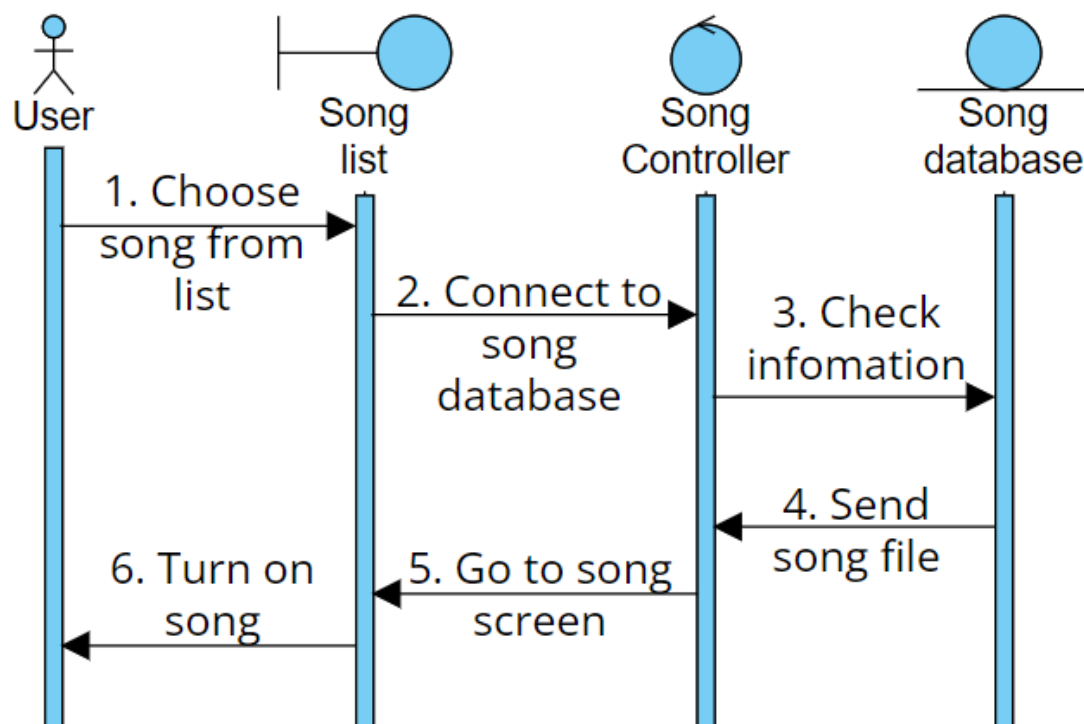 User
Song
list
Song
Controller
Song
database
1. Choose
song from
list
2. Connect to
song
database
3. Check
infomation
4. Send
song file
5. Go to song
screen
6. Turn on
song